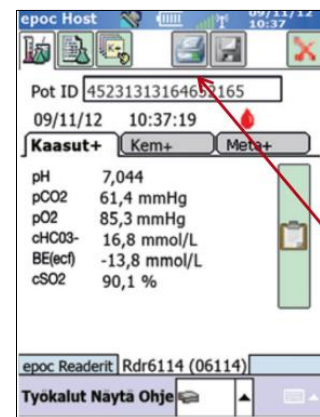 epoc Host 09/11/12 10:37
Pot ID 45231313164652165
09/11/12 10:37:19
Kaasut+ Kem+ Meta+
pH 7,044
pCO2 61,4 mmHg
pO2 85,3 mmHg
cHC03- 16,8 mmol/L
BE(ecf) -13,8 mmol/L
cSO2 90,1 %
epoc Readerit Rdr6114 (06114)
Työkalut Näytä Ohje